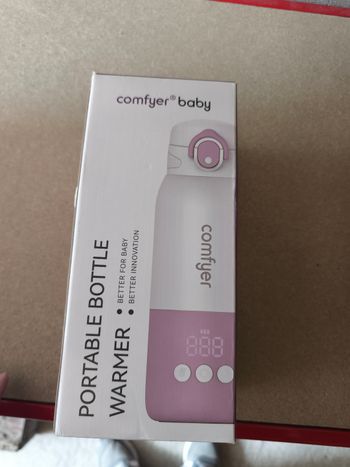 comfyer® baby
PORTABLE BOTTLE
WARMER
• BETTER FOR BABY
• BETTER INNOVATION
comfyer
888